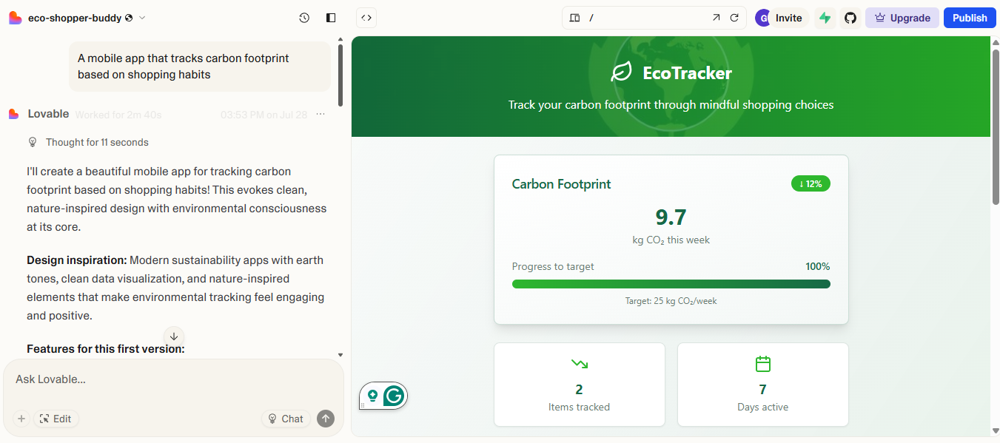 eco-shopper-buddy
/
G
Invite
Upgrade
Publish
A mobile app that tracks carbon footprint
based on shopping habits
Lovable Worked for 2m 40s 03:53 PM on Jul 28
Thought for 11 seconds
I'll create a beautiful mobile app for tracking carbon
footprint based on shopping habits! This evokes clean,
nature-inspired design with environmental consciousness
at its core.
Design inspiration: Modern sustainability apps with earth
tones, clean data visualization, and nature-inspired
elements that make environmental tracking feel engaging
and positive.
Features for this first version:
Ask Lovable...
Edit
Chat
EcoTracker
Track your carbon footprint through mindful shopping choices
Carbon Footprint
↓ 12%
9.7
kg CO₂ this week
Progress to target 100%
Target: 25 kg CO₂/week
2
Items tracked
7
Days active
G